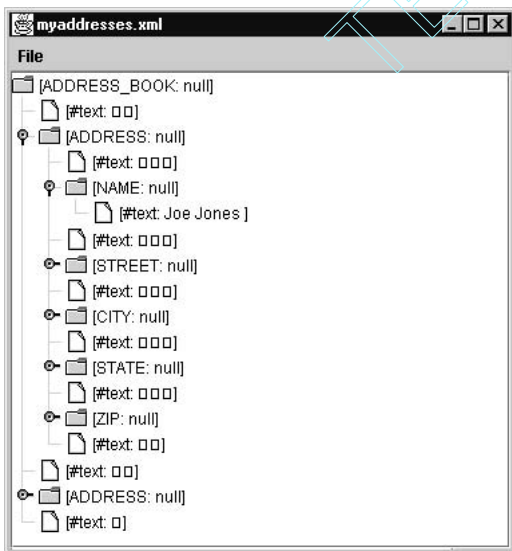 myaddresses.xml
File
[ADDRESS_BOOK: null]
[#text: □□]
[ADDRESS: null]
[#text: □□□]
[NAME: null]
[#text: Joe Jones ]
[#text: □□□]
[STREET: null]
[#text: □□□]
[CITY: null]
[#text: □□□]
[STATE: null]
[#text: □□□]
[ZIP: null]
[#text: □□]
[#text: □□]
[ADDRESS: null]
[#text: □]